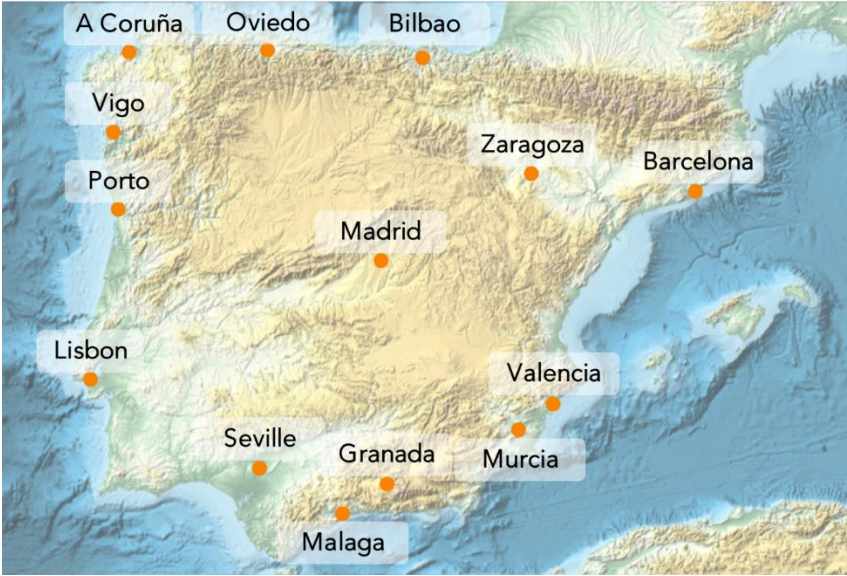 A Coruña
Oviedo
Bilbao
Vigo
Zaragoza
Barcelona
Porto
Madrid
Lisbon
Valencia
Seville
Granada
Murcia
Malaga